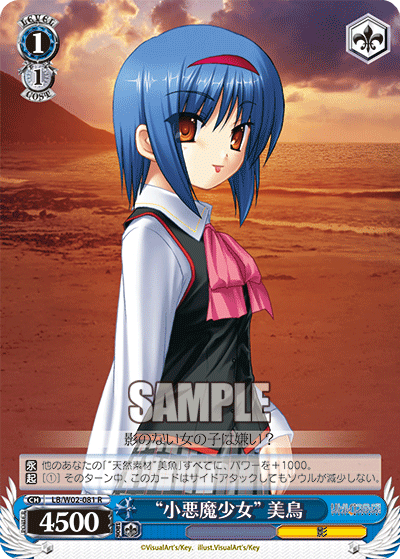 LEVEL
1
1
COST
SAMPLE
影のない女の子は嫌い？
永 他のあなたの「“天然素材”美魚」すべてに、パワーを＋1000。
起 [①] そのターン中、このカードはサイドアタックしてもソウルが減少しない。
CH LB/W02-081 R
POWER
4500
“小悪魔少女” 美鳥
影
©VisualArt's/Key. illust.VisualArt's/Key.